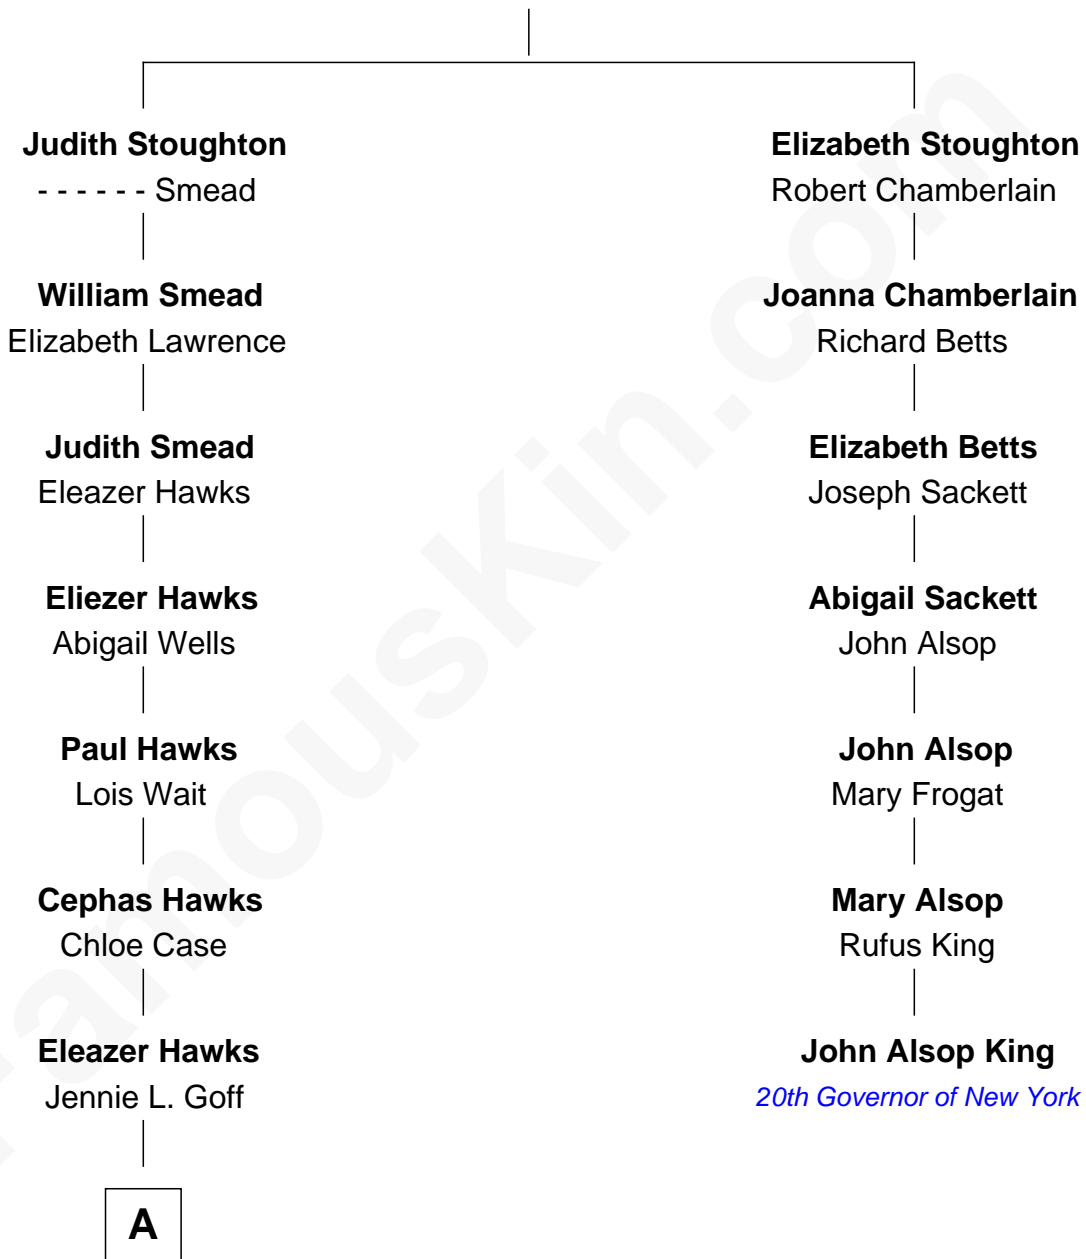 Judith Stoughton
- - - - - - Smead
Elizabeth Stoughton
Robert Chamberlain
William Smead
Elizabeth Lawrence
Joanna Chamberlain
Richard Betts
Judith Smead
Eleazer Hawks
Elizabeth Betts
Joseph Sackett
Eliezer Hawks
Abigail Wells
Abigail Sackett
John Alsop
Paul Hawks
Lois Wait
John Alsop
Mary Frogat
Cephas Hawks
Chloe Case
Mary Alsop
Rufus King
Eleazer Hawks
Jennie L. Goff
John Alsop King
20th Governor of New York
A
FamousKin.com